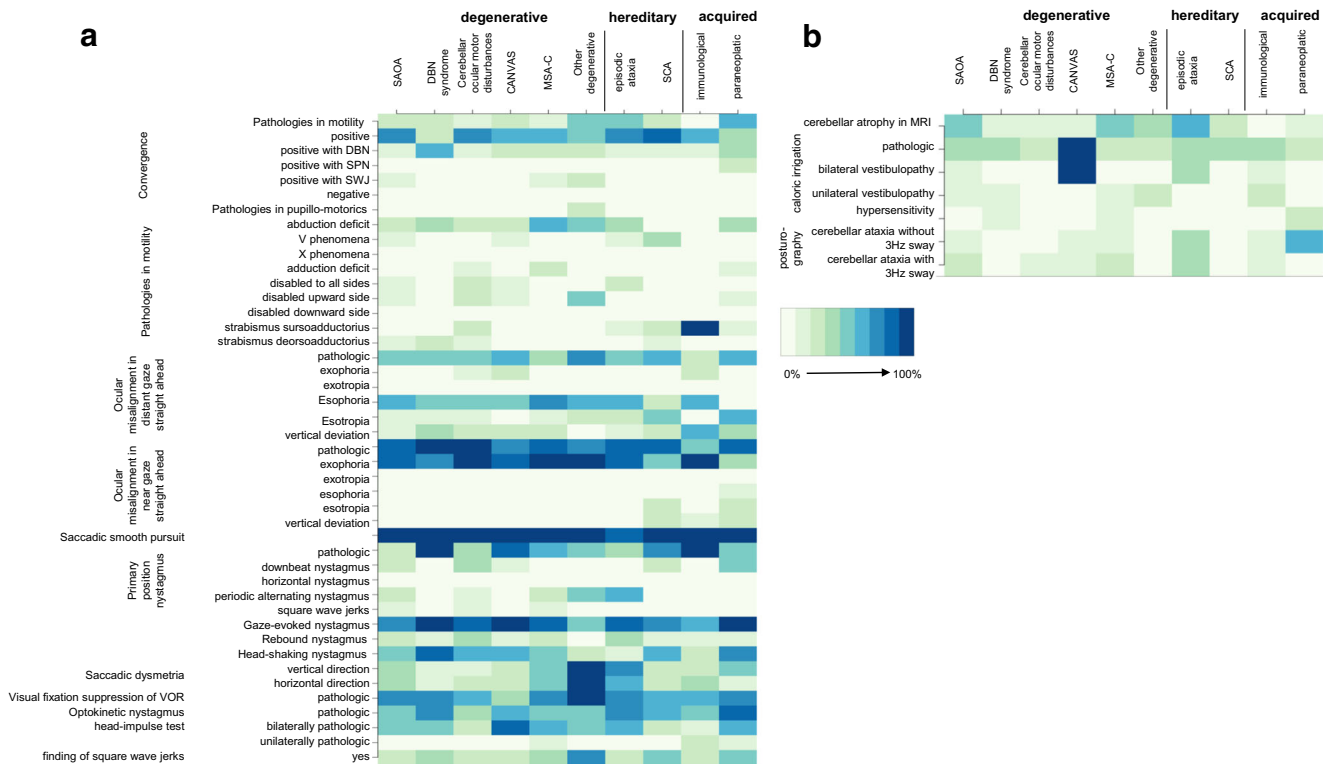 a
degenerative
hereditary
acquired
SAOA
DBN
syndrome
Cerebellar
ocular motor
disturbances
CANVAS
MSA-C
Other
degenerative
episodic
ataxia
SCA
immunological
paraneoplatic
Convergence
Pathologies in motility
positive
positive with DBN
positive with SPN
positive with SWJ
negative
Pathologies in pupillo-motorics
Pathologies in motility
abduction deficit
V phenomena
X phenomena
adduction deficit
disabled to all sides
disabled upward side
disabled downward side
strabismus sursoadductorius
strabismus deorsoadductorius
Ocular
misalignment in
distant gaze
straight ahead
pathologic
exophoria
exotropia
Esophoria
Esotropia
vertical deviation
Ocular
misalignment in
near gaze
straight ahead
pathologic
exophoria
exotropia
esophoria
esotropia
vertical deviation
Saccadic smooth pursuit
Primary
position
nystagmus
pathologic
downbeat nystagmus
horizontal nystagmus
periodic alternating nystagmus
square wave jerks
Gaze-evoked nystagmus
Rebound nystagmus
Head-shaking nystagmus
Saccadic dysmetria
vertical direction
horizontal direction
Visual fixation suppression of VOR
pathologic
Optokinetic nystagmus
pathologic
head-impulse test
bilaterally pathologic
unilaterally pathologic
finding of square wave jerks
yes
b
degenerative
hereditary
acquired
SAOA
DBN
syndrome
Cerebellar
ocular motor
disturbances
CANVAS
MSA-C
Other
degenerative
episodic
ataxia
SCA
immunological
paraneoplatic
cerebellar atrophy in MRI
caloric irrigation
pathologic
bilateral vestibulopathy
unilateral vestibulopathy
hypersensitivity
posturo-
graphy
cerebellar ataxia without
3Hz sway
cerebellar ataxia with
3Hz sway
0%
100%